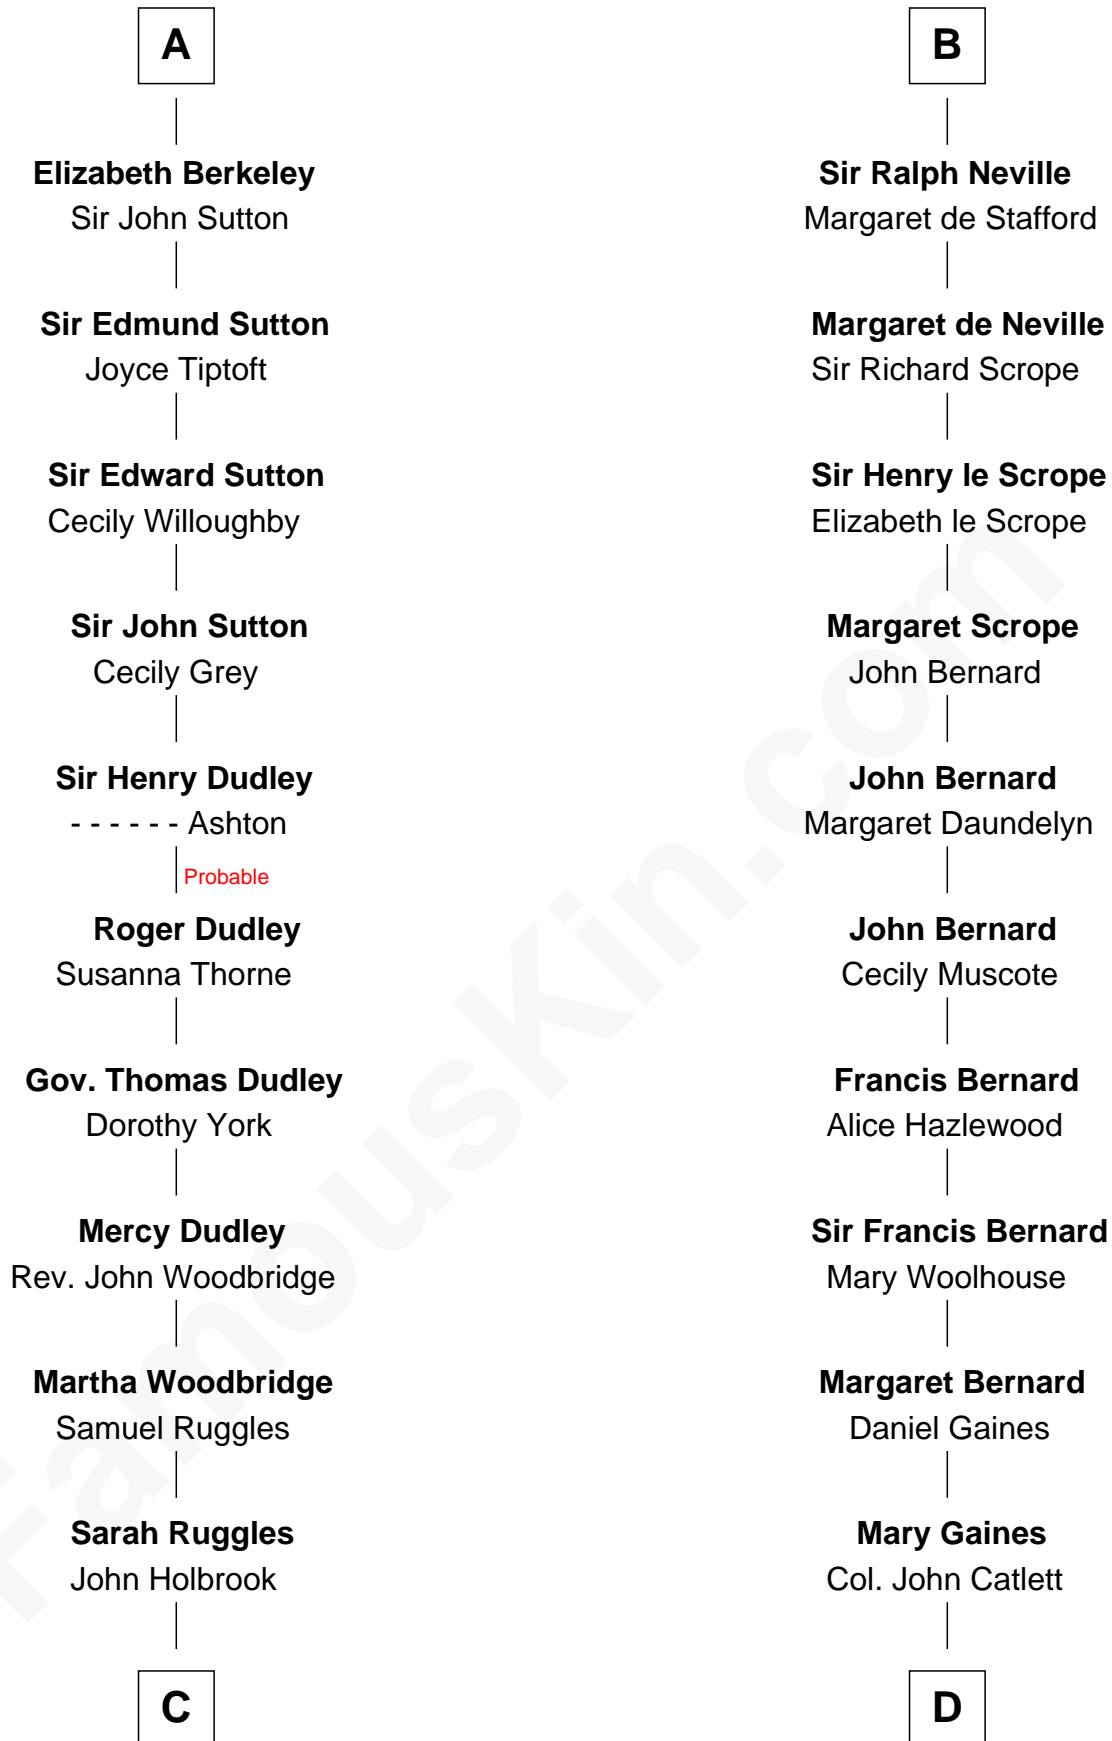 A
Elizabeth Berkeley
Sir John Sutton
Sir Edmund Sutton
Joyce Tiptoft
Sir Edward Sutton
Cecily Willoughby
Sir John Sutton
Cecily Grey
Sir Henry Dudley
- - - - - - Ashton
Probable
Roger Dudley
Susanna Thorne
Gov. Thomas Dudley
Dorothy York
Mercy Dudley
Rev. John Woodbridge
Martha Woodbridge
Samuel Ruggles
Sarah Ruggles
John Holbrook
C
B
Sir Ralph Neville
Margaret de Stafford
Margaret de Neville
Sir Richard Scrope
Sir Henry le Scrope
Elizabeth le Scrope
Margaret Scrope
John Bernard
John Bernard
Margaret Daundelyn
John Bernard
Cecily Muscote
Francis Bernard
Alice Hazlewood
Sir Francis Bernard
Mary Woolhouse
Margaret Bernard
Daniel Gaines
Mary Gaines
Col. John Catlett
D
FamousKin.com